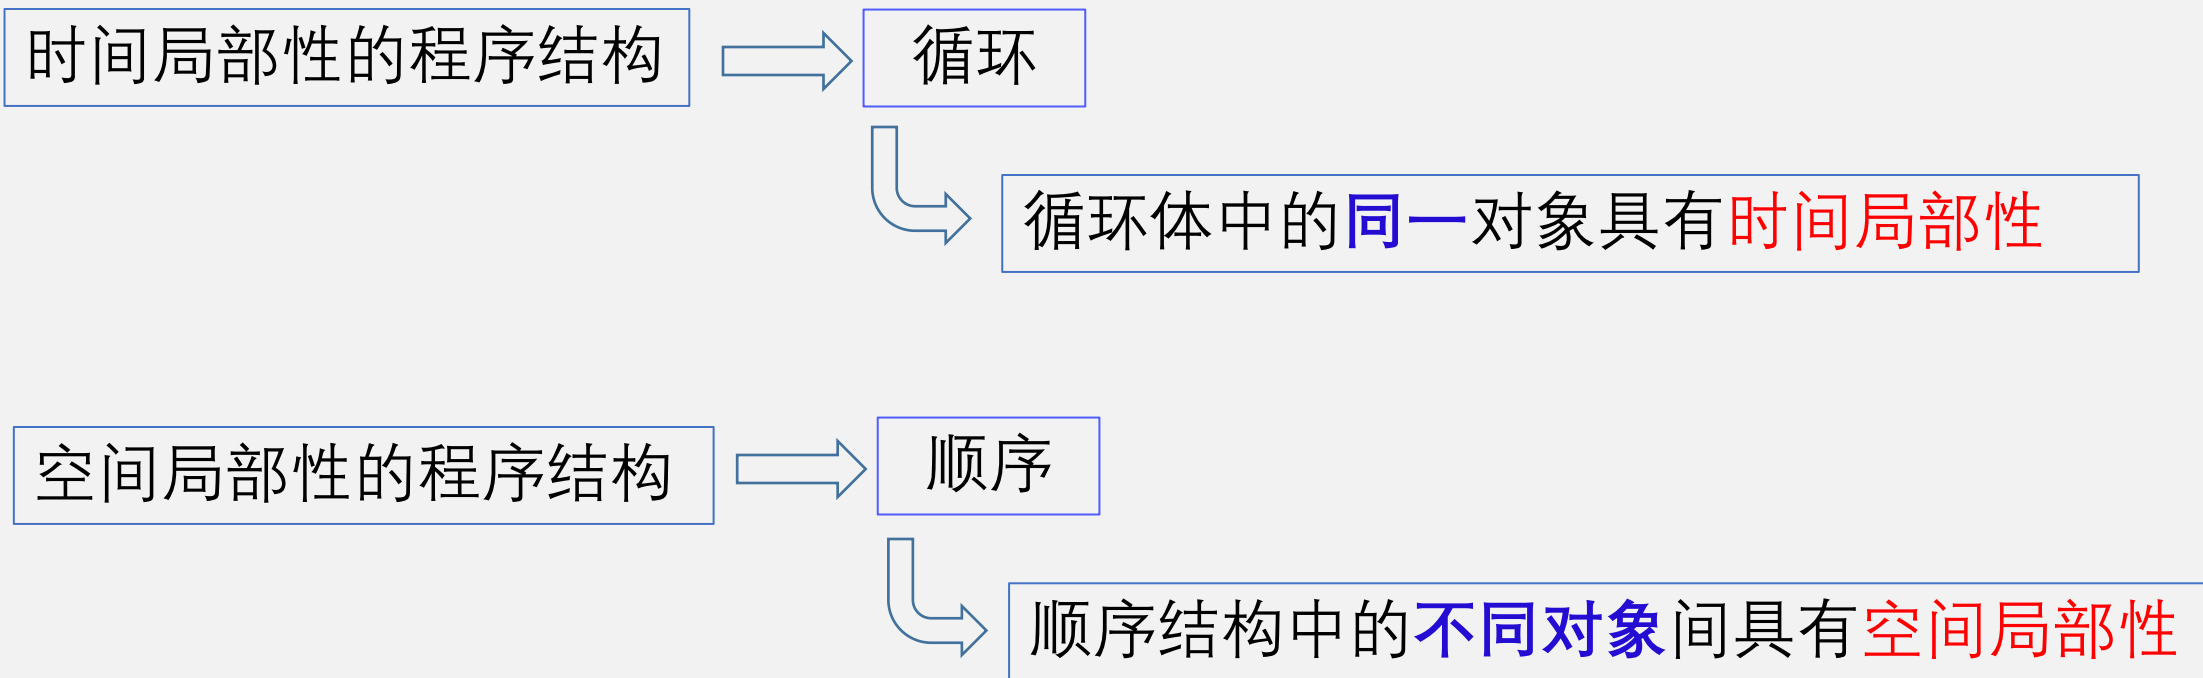 时间局部性的程序结构
循环
循环体中的同一对象具有时间局部性
空间局部性的程序结构
顺序
顺序结构中的不同对象间具有空间局部性